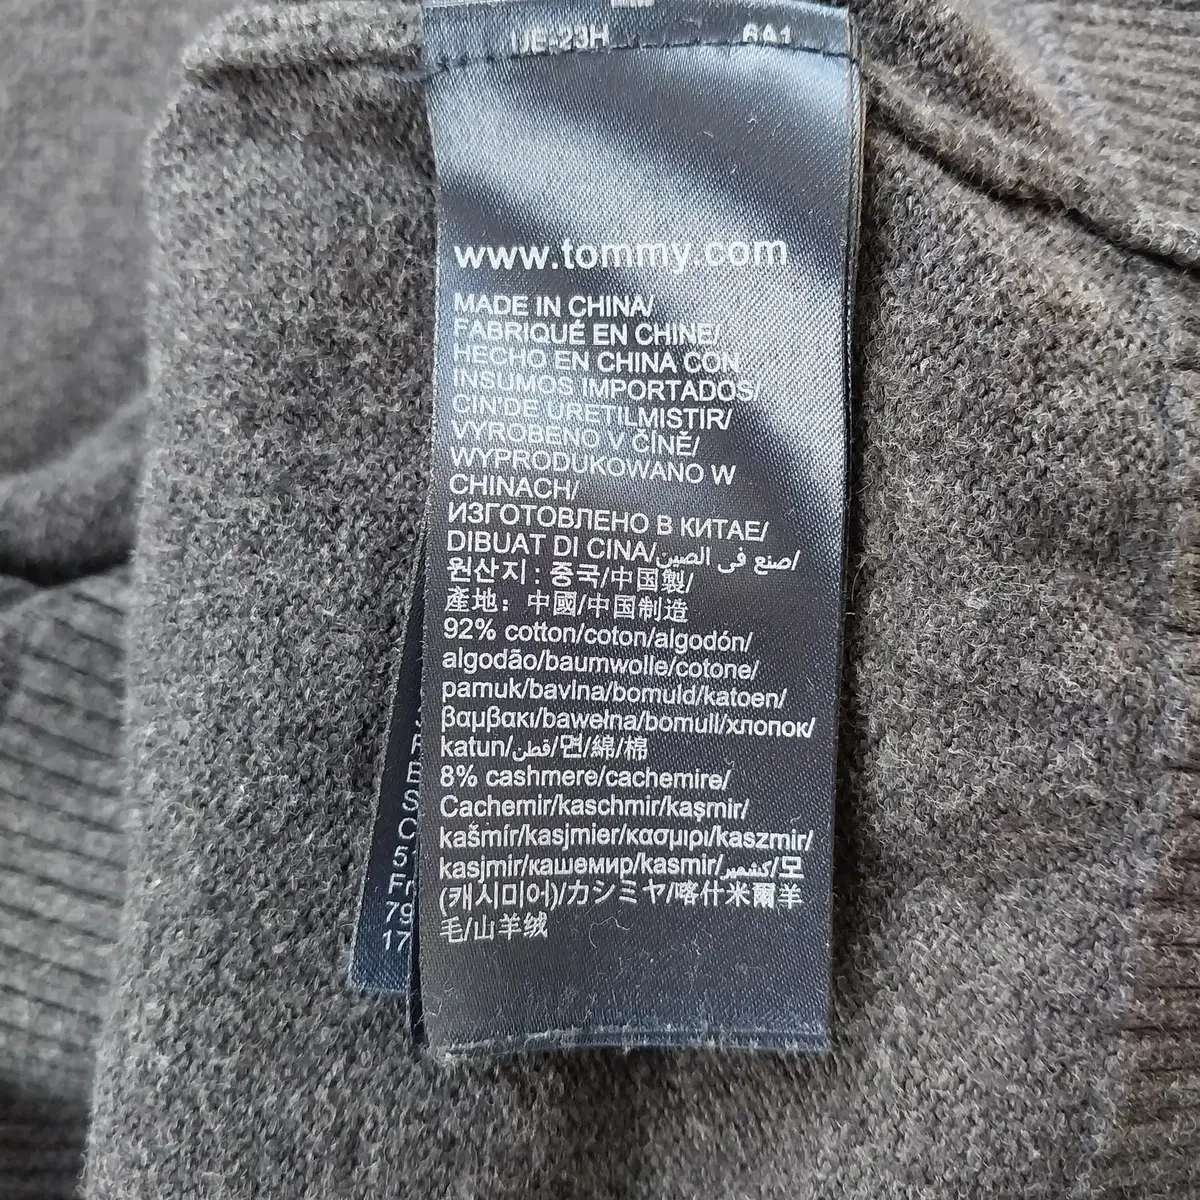 6A1
www.tommy.com
MADE IN CHINA/
FABRIQUÉ EN CHINE/
HECHO EN CHINA CON
INSUMOS IMPORTADOS/
CIN'DE URETILMISTIR/
VYROBENO V ČÍNĚ/
WYPRODUKOWANO W
CHINACH/
ИЗГОТОВЛЕНО В КИТАЕ/
DIBUAT DI CINA/صنع فى الصين/
원산지 : 중국/中国製/
產地：中國/中国制造
92% cotton/coton/algodón/
algodão/baumwolle/cotone/
pamuk/bavlna/bomuld/katoen/
βαμβακι/bawełna/bomull/хлопок/
katun/قطن/면/綿/棉
8% cashmere/cachemire/
Cachemir/kaschmir/kaşmir/
kašmír/kasjmier/κασμιρι/kaszmir/
kasjmir/кашемир/kasmir/كشمير/모
(캐시미어)/カシミヤ/喀什米爾羊
毛/山羊绒
B
S
C
5
79
17